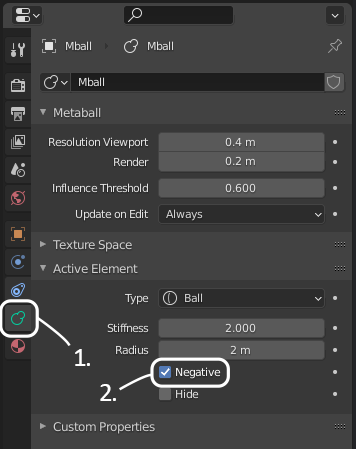 Mball Mball
Mball
Metaball
Resolution Viewport 0.4 m
Render 0.2 m
Influence Threshold 0.600
Update on Edit Always
Texture Space
Active Element
Type Ball
Stiffness 2.000
Radius 2 m
1.
2. Negative
Hide
Custom Properties